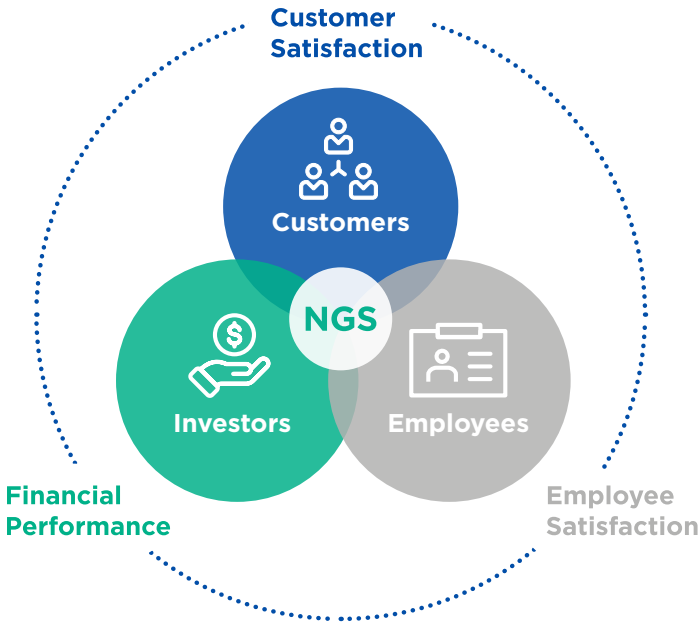 Customer
Satisfaction
Customers
NGS
$
Investors
Employees
Financial
Performance
Employee
Satisfaction